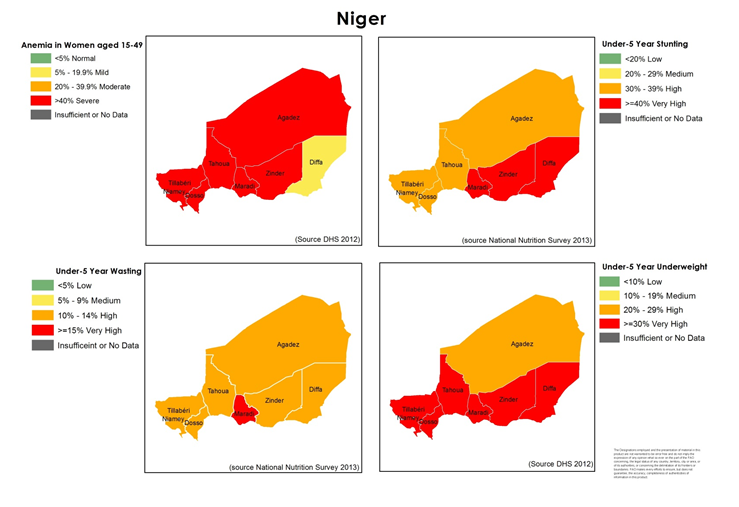 Niger
Anemia in Women aged 15-49
<5% Normal
5% - 19.9% Mild
20% - 39.9% Moderate
>40% Severe
Insufficient or No Data
Agadez
Diffa
Tahoua
Zinder
Maradi
Tillabéri
Niamey
Dosso
(Source DHS 2012)
Under-5 Year Stunting
<20% Low
20% - 29% Medium
30% - 39% High
>=40% Very High
Insufficient or No Data
Agadez
Diffa
Tahoua
Zinder
Maradi
Tillabéri
Niamey
Dosso
(source National Nutrition Survey 2013)
Under-5 Year Wasting
<5% Low
5% - 9% Medium
10% - 14% High
>=15% Very High
Insufficeint or No Data
Agadez
Diffa
Tahoua
Zinder
Maradi
Tillabéri
Niamey
Dosso
(source National Nutrition Survey 2013)
Under-5 Year Underweight
<10% Low
10% - 19% Medium
20% - 29% High
>=30% Very High
Insufficient or No Data
Agadez
Diffa
Tahoua
Zinder
Maradi
Tillabéri
Niamey
Dosso
(Source DHS 2012)